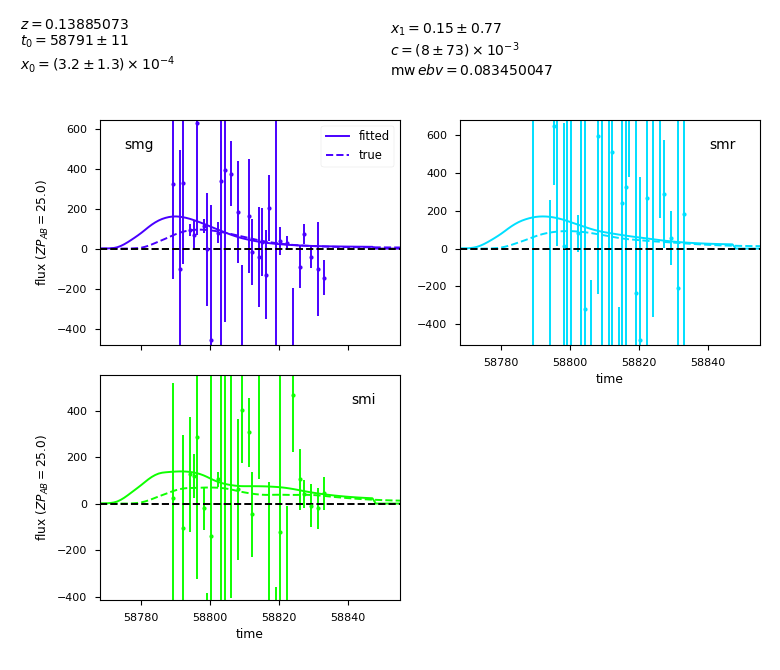 z = 0.13885073
t₀ = 58791 ± 11
x₀ = (3.2 ± 1.3) × 10⁻⁴
x₁ = 0.15 ± 0.77
c = (8 ± 73) × 10⁻³
mw ebv = 0.083450047
smg
fitted
true
600
400
200
0
−200
−400
flux (ZP_AB = 25.0)
smr
600
400
200
0
−200
−400
58780 58800 58820 58840
time
smi
400
200
0
−200
−400
flux (ZP_AB = 25.0)
58780 58800 58820 58840
time